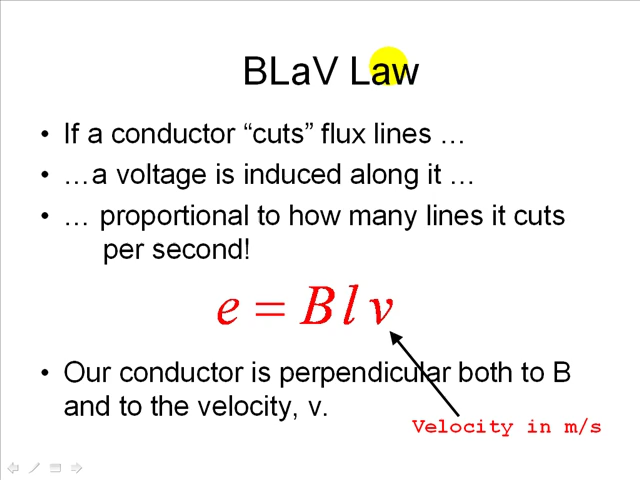 BLaV Law
• If a conductor “cuts” flux lines …
• …a voltage is induced along it …
• … proportional to how many lines it cuts
per second!
e = B l v
• Our conductor is perpendicular both to B
and to the velocity, v.
Velocity in m/s